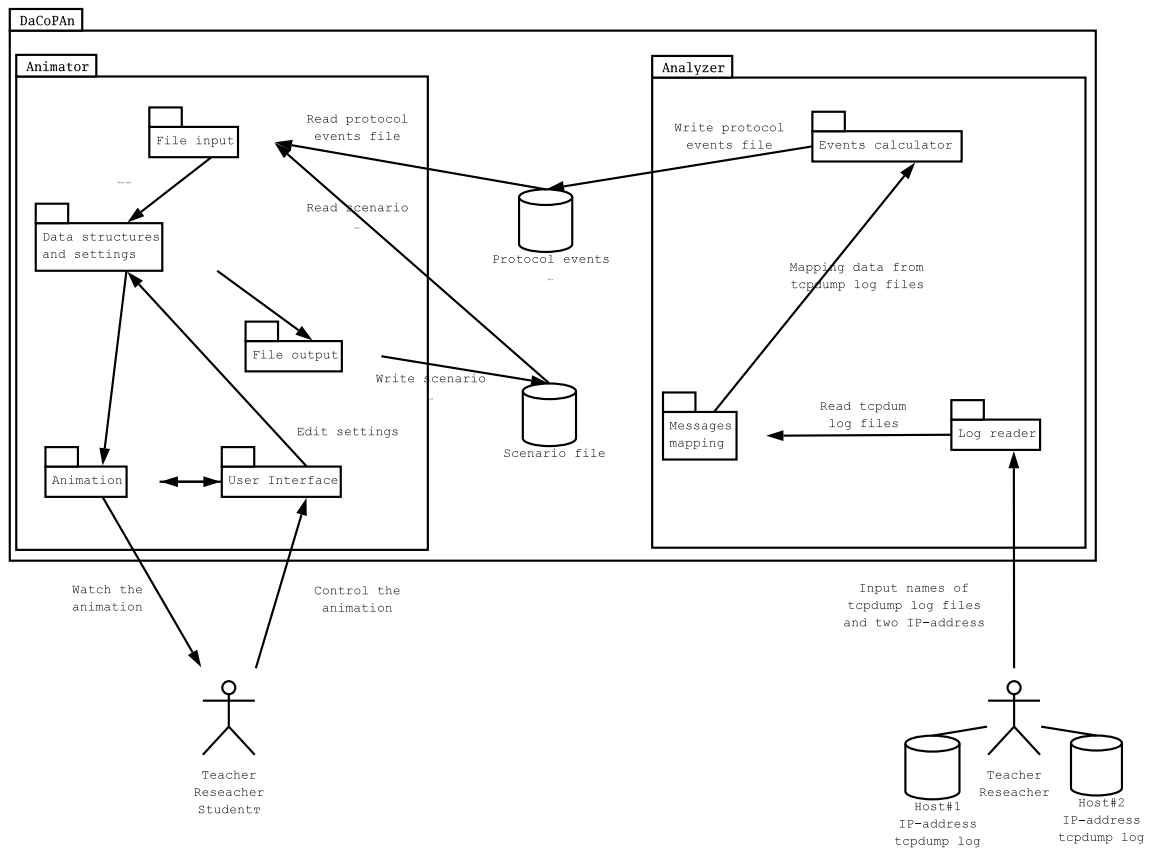 DaCoPAn
Animator
Analyzer
File input
Read protocol
events file
Write protocol
events file
Events calculator
Data structures
and settings
Read scenario
Protocol events
Mapping data from
tcpdump log files
File output
Write scenario
Scenario file
Edit settings
Messages
mapping
Read tcpdum
log files
Log reader
Animation
User Interface
Watch the
animation
Control the
animation
Input names of
tcpdump log files
and two IP-address
Teacher
Reseacher
Teacher
Reseacher
Host#1
IP-address
tcpdump log
Host#2
IP-address
tcpdump log